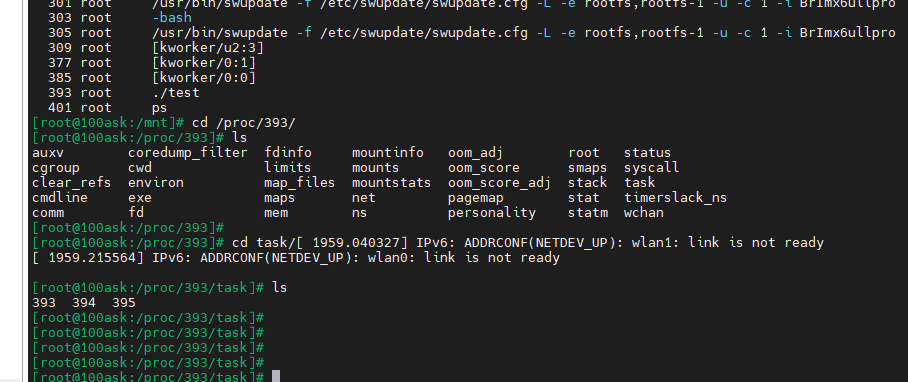 301 root /usr/bin/swupdate -f /etc/swupdate/swupdate.cfg -L -e rootfs,rootfs-1 -u -c 1 -i BrImx6ullpro
303 root -bash
305 root /usr/bin/swupdate -f /etc/swupdate/swupdate.cfg -L -e rootfs,rootfs-1 -u -c 1 -i BrImx6ullpro
309 root [kworker/u2:3]
377 root [kworker/0:1]
385 root [kworker/0:0]
393 root ./test
401 root ps
[root@100ask:/mnt]# cd /proc/393/
[root@100ask:/proc/393]# ls
auxv coredump_filter fdinfo mountinfo oom_adj root status
cgroup cwd limits mounts oom_score smaps syscall
clear_refs environ map_files mountstats oom_score_adj stack task
cmdline exe maps net pagemap stat timerslack_ns
comm fd mem ns personality statm wchan
[root@100ask:/proc/393]#
[root@100ask:/proc/393]# cd task/[ 1959.040327] IPv6: ADDRCONF(NETDEV_UP): wlan1: link is not ready
[ 1959.215564] IPv6: ADDRCONF(NETDEV_UP): wlan0: link is not ready
[root@100ask:/proc/393/task]# ls
393 394 395
[root@100ask:/proc/393/task]#
[root@100ask:/proc/393/task]#
[root@100ask:/proc/393/task]#
[root@100ask:/proc/393/task]#
[root@100ask:/proc/393/task]#